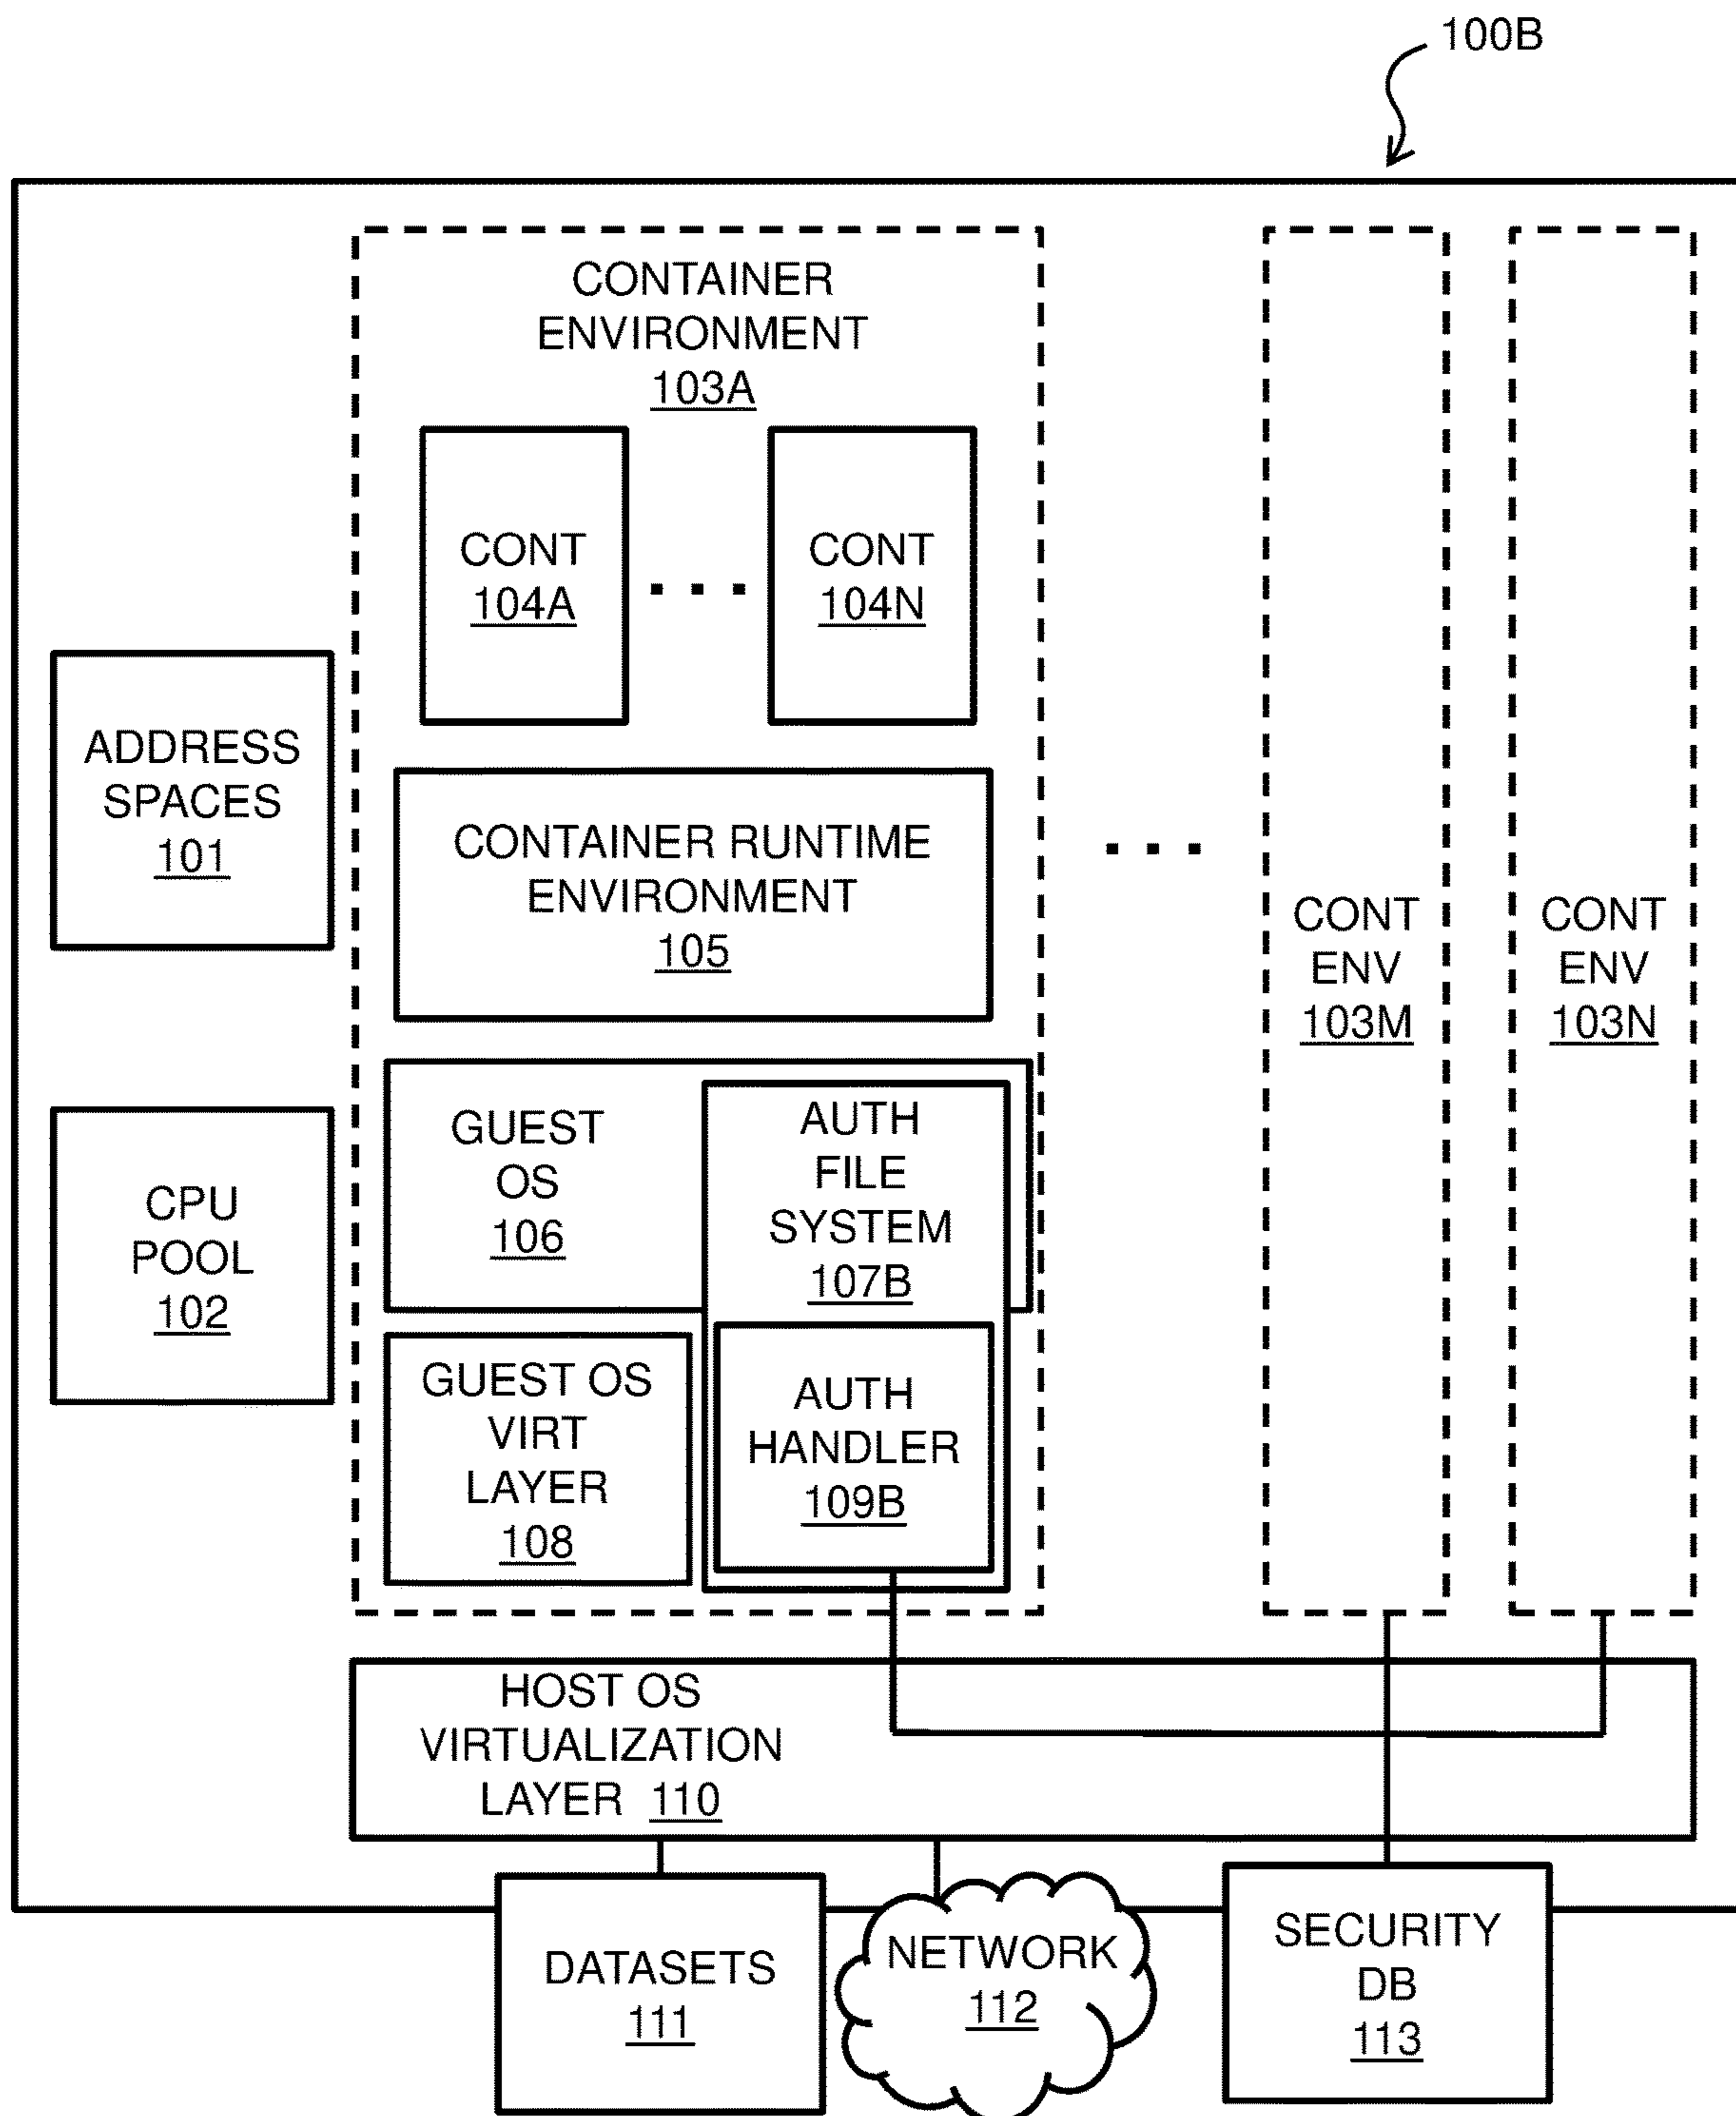 100B
CONTAINER
ENVIRONMENT
103A
CONT
104A
CONT
104N
ADDRESS
SPACES
101
CONTAINER RUNTIME
ENVIRONMENT
105
CONT
ENV
103M
CONT
ENV
103N
CPU
POOL
102
GUEST
OS
106
AUTH
FILE
SYSTEM
107B
GUEST OS
VIRT
LAYER
108
AUTH
HANDLER
109B
HOST OS
VIRTUALIZATION
LAYER 110
DATASETS
111
NETWORK
112
SECURITY
DB
113